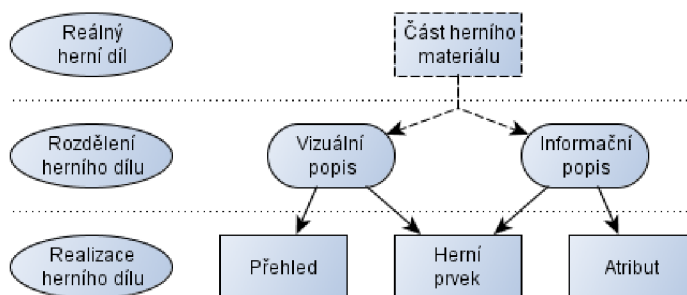 Reálný
herní díl
Část herního
materiálu
Rozdělení
herního dílu
Vizuální
popis
Informační
popis
Realizace
herního dílu
Přehled
Herní
prvek
Atribut